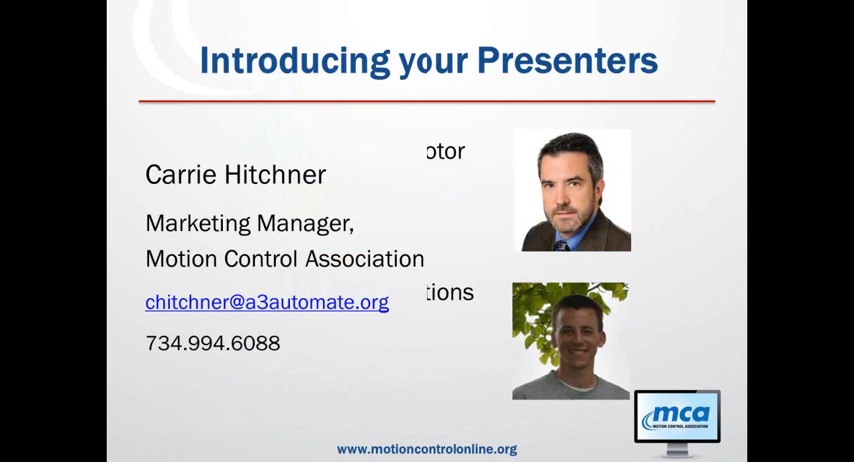 Introducing your Presenters
otor
Carrie Hitchner
Marketing Manager,
Motion Control Association
tions
chitchner@a3automate.org
734.994.6088
mca
MOTION CONTROL ASSOCIATION
www.motioncontrolonline.org